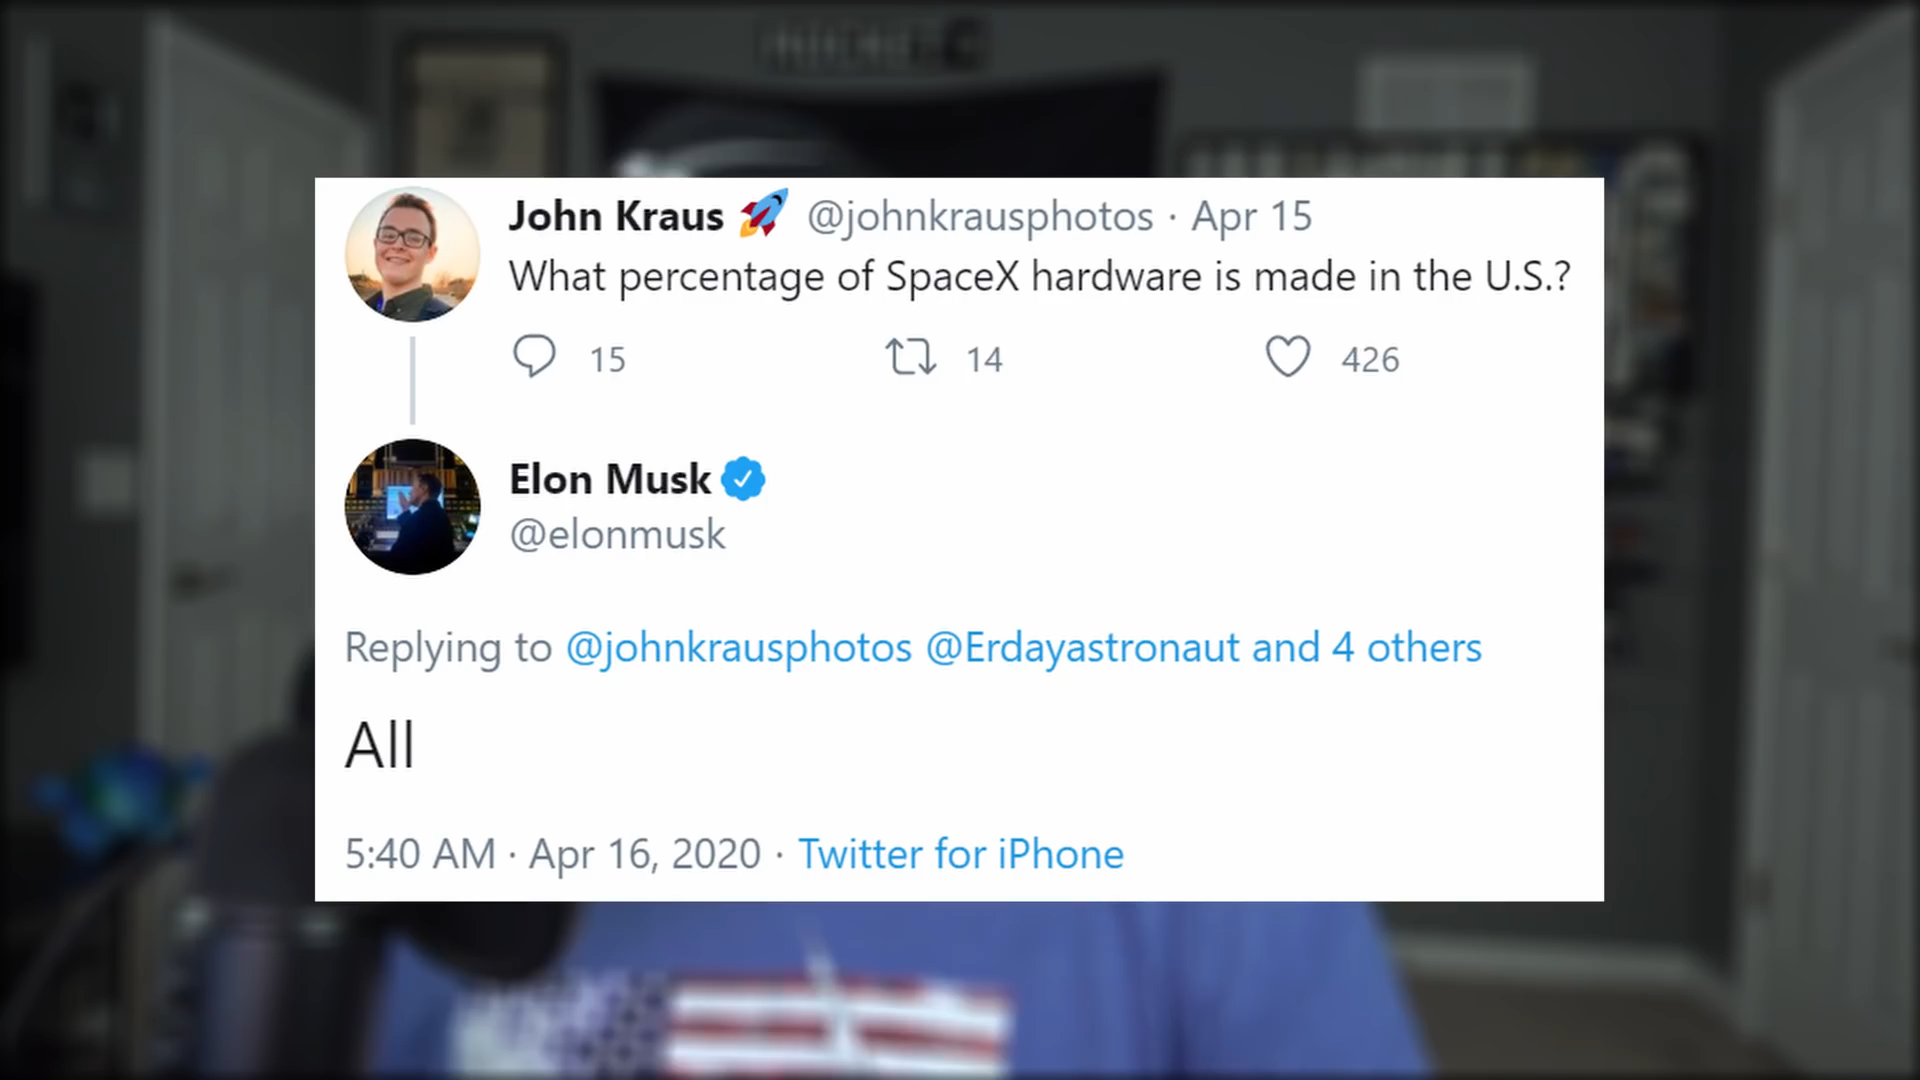 John Kraus 🚀 @johnkrausphotos · Apr 15
What percentage of SpaceX hardware is made in the U.S.?
15 14 426
Elon Musk
@elonmusk
Replying to @johnkrausphotos @Erdayastronaut and 4 others
All
5:40 AM · Apr 16, 2020 · Twitter for iPhone